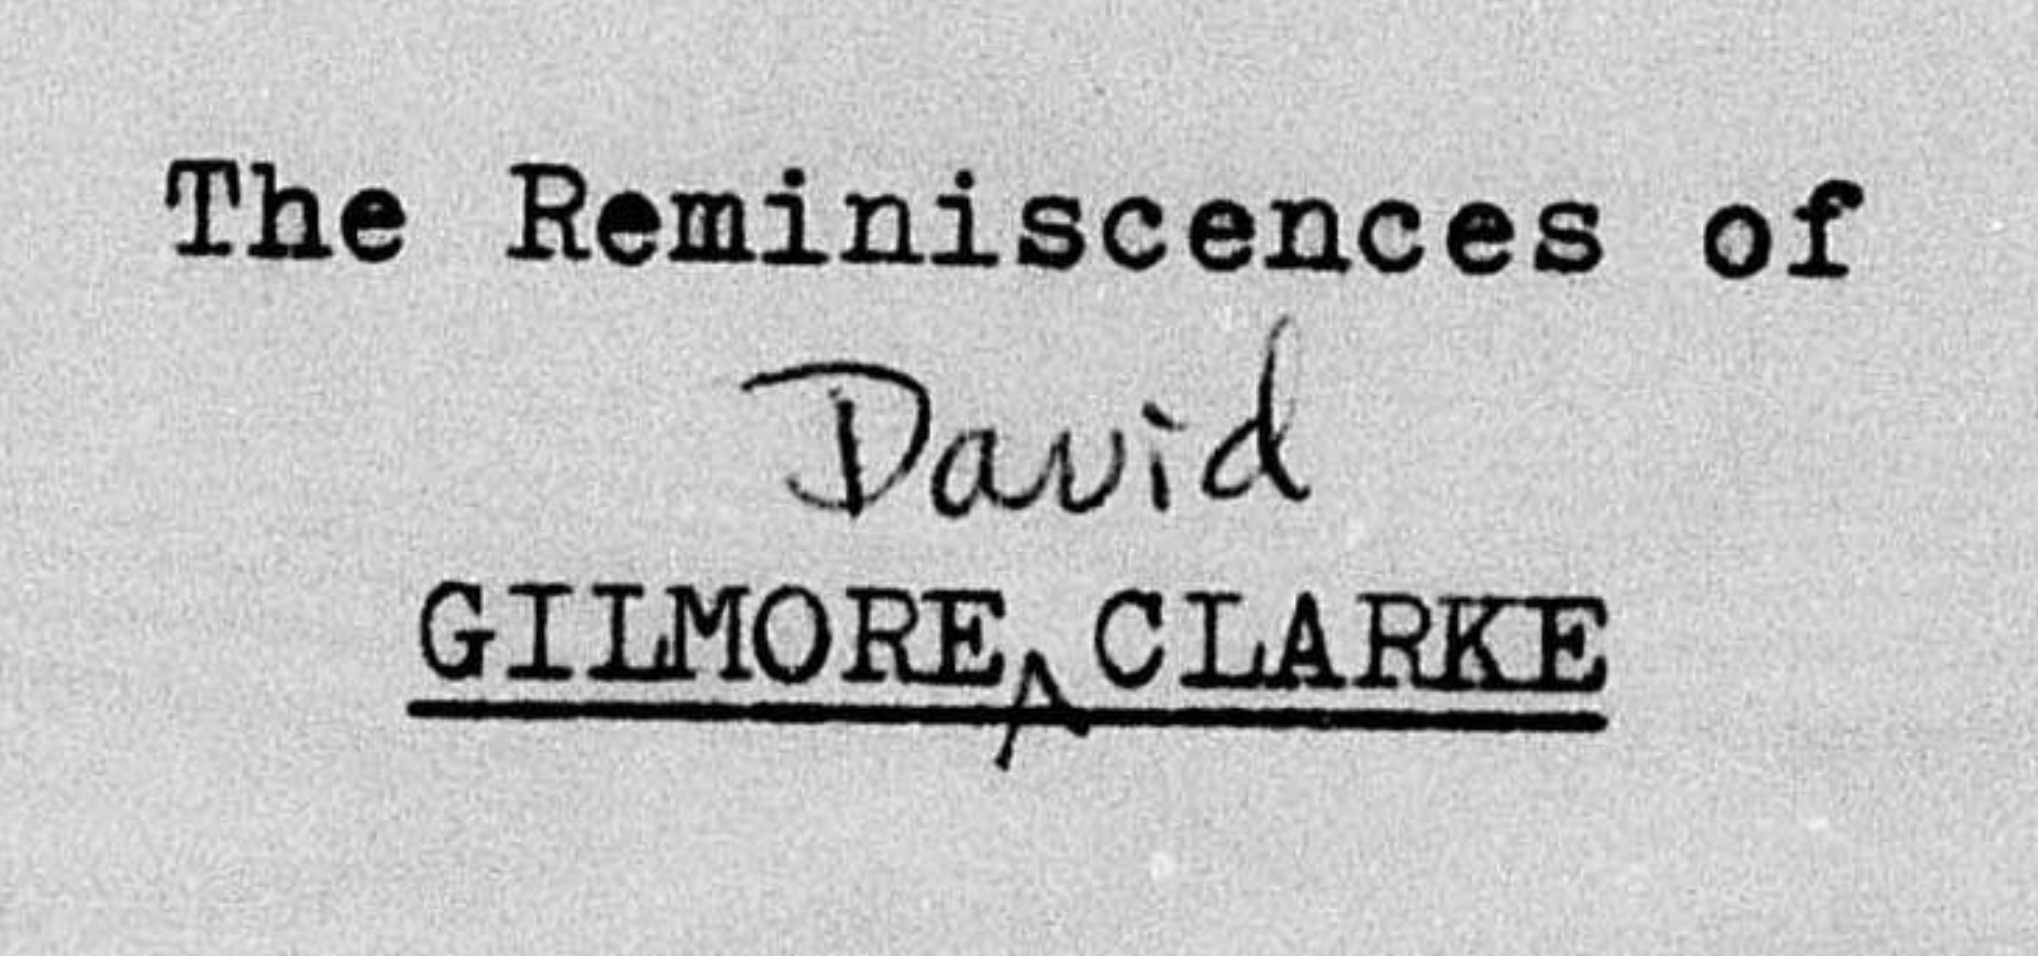 The Reminiscences of
David
GILMORE CLARKE